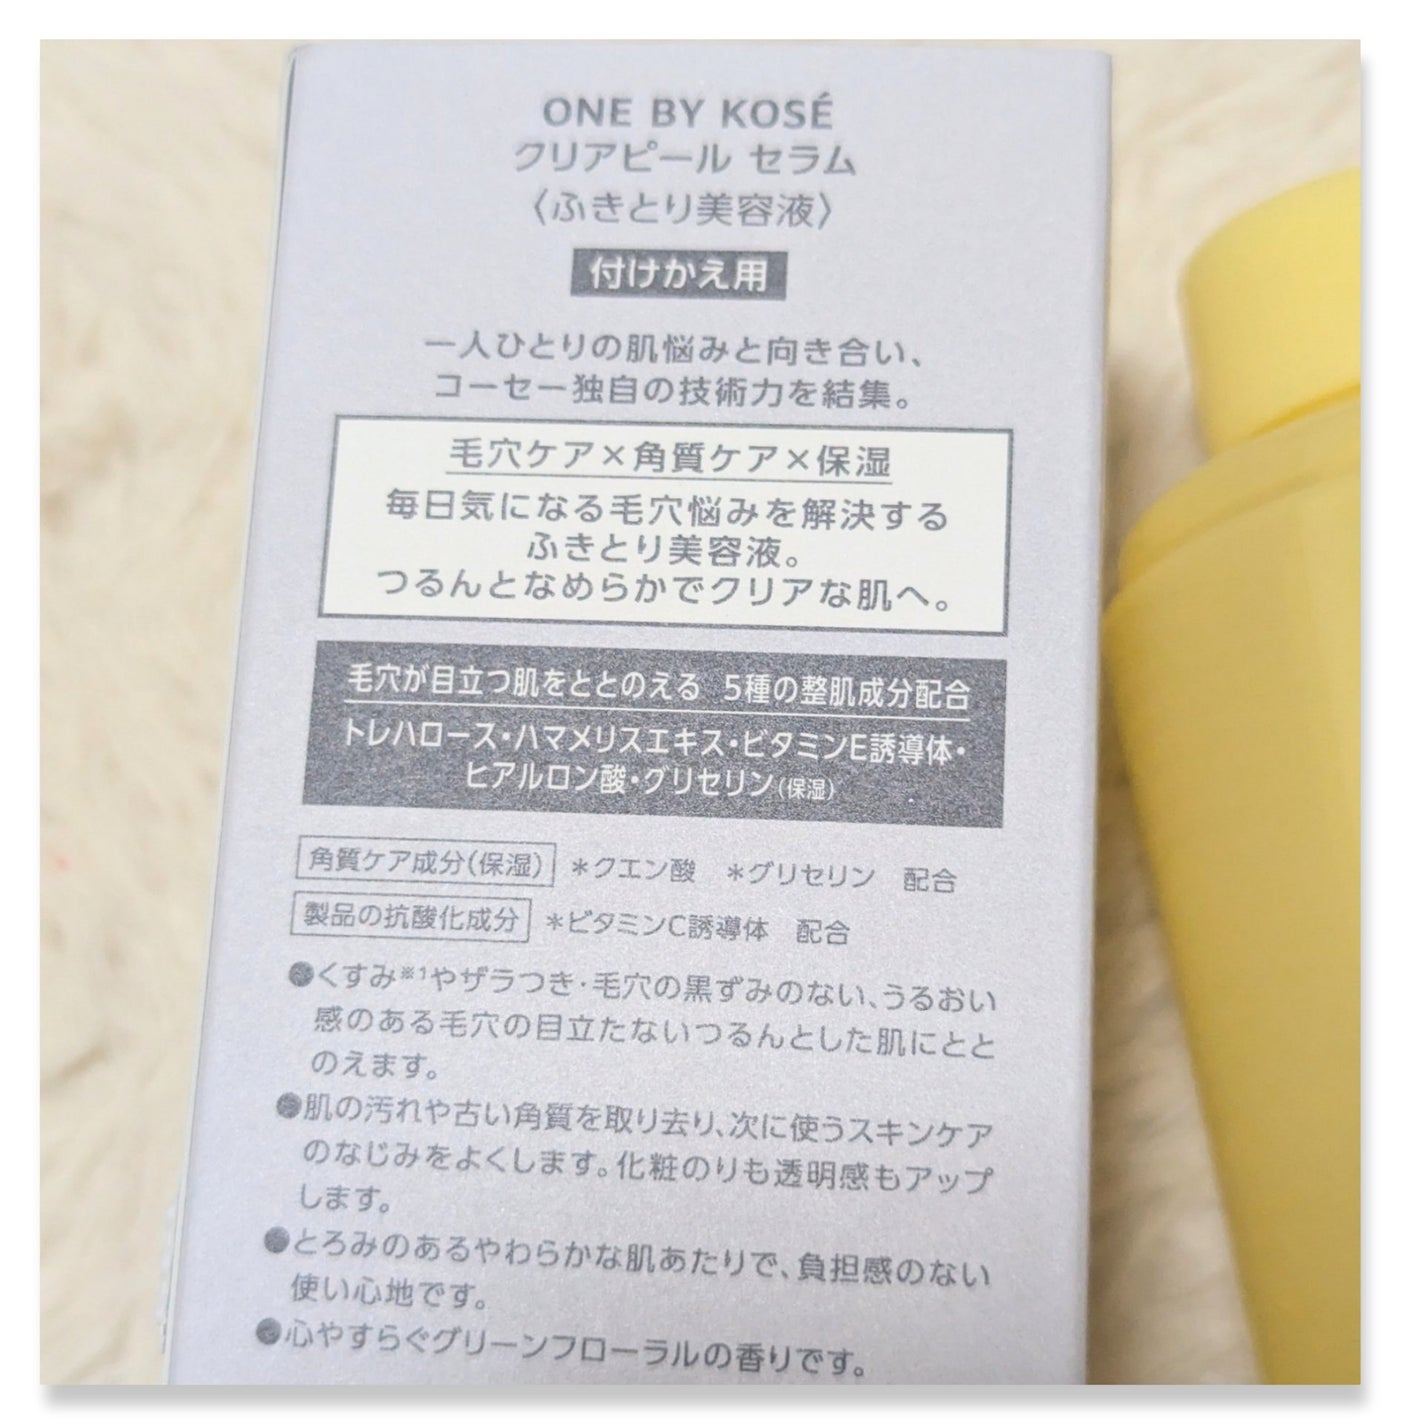 ONE BY KOSÉ
クリアピール セラム
〈ふきとり美容液〉
付けかえ用
一人ひとりの肌悩みと向き合い、
コーセー独自の技術力を結集。
毛穴ケア×角質ケア×保湿
毎日気になる毛穴悩みを解決する
ふきとり美容液。
つるんとなめらかでクリアな肌へ。
毛穴が目立つ肌をととのえる 5種の整肌成分配合
トレハロース・ハマメリスエキス・ビタミンE誘導体・
ヒアルロン酸・グリセリン(保湿)
角質ケア成分(保湿) *クエン酸 *グリセリン 配合
製品の抗酸化成分 *ビタミンC誘導体 配合
●くすみ※1やザラつき・毛穴の黒ずみのない、うるおい
感のある毛穴の目立たないつるんとした肌にとと
のえます。
●肌の汚れや古い角質を取り去り、次に使うスキンケア
のなじみをよくします。化粧のりも透明感もアップ
します。
●とろみのあるやわらかな肌あたりで、負担感のない
使い心地です。
●心やすらぐグリーンフローラルの香りです。